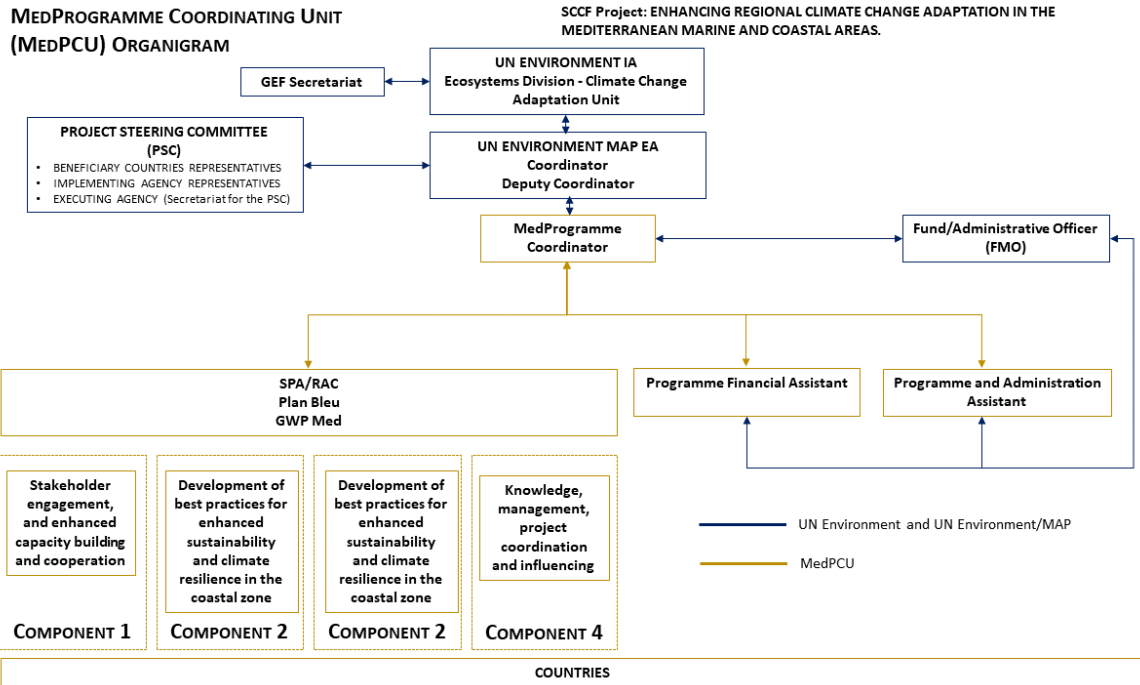 MEDPROGRAMME COORDINATING UNIT
(MEDPCU) ORGANIGRAM
SCCF Project: ENHANCING REGIONAL CLIMATE CHANGE ADAPTATION IN THE
MEDITERRANEAN MARINE AND COASTAL AREAS.
GEF Secretariat
UN ENVIRONMENT IA
Ecosystems Division - Climate Change
Adaptation Unit
PROJECT STEERING COMMITTEE
(PSC)
• BENEFICIARY COUNTRIES REPRESENTATIVES
• IMPLEMENTING AGENCY REPRESENTATIVES
• EXECUTING AGENCY (Secretariat for the PSC)
UN ENVIRONMENT MAP EA
Coordinator
Deputy Coordinator
MedProgramme
Coordinator
Fund/Administrative Officer
(FMO)
SPA/RAC
Plan Bleu
GWP Med
Programme Financial Assistant
Programme and Administration
Assistant
Stakeholder
engagement,
and enhanced
capacity building
and cooperation
COMPONENT 1
Development of
best practices for
enhanced
sustainability
and climate
resilience in the
coastal zone
COMPONENT 2
Development of
best practices for
enhanced
sustainability
and climate
resilience in the
coastal zone
COMPONENT 2
Knowledge,
management,
project
coordination
and influencing
COMPONENT 4
UN Environment and UN Environment/MAP
MedPCU
COUNTRIES